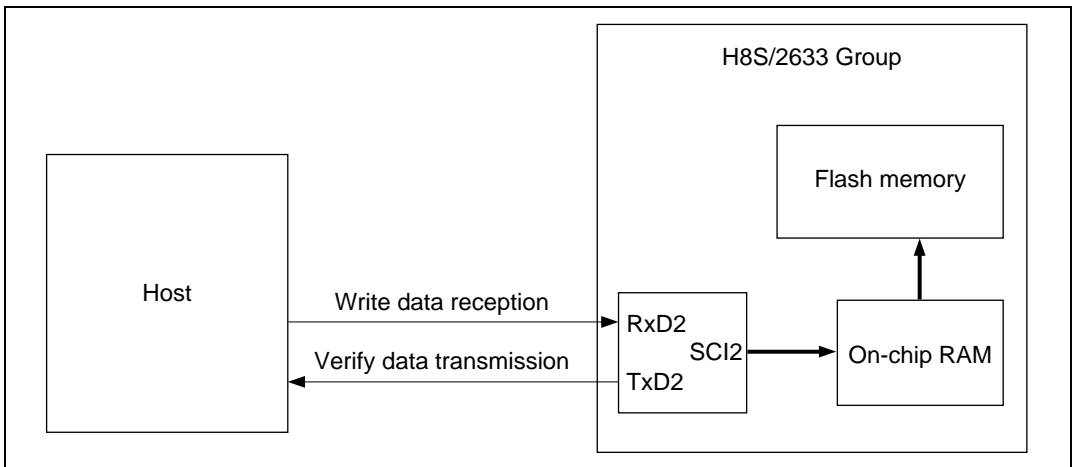 H8S/2633 Group
Flash memory
Host
Write data reception
RxD2
SCI2
On-chip RAM
Verify data transmission
TxD2